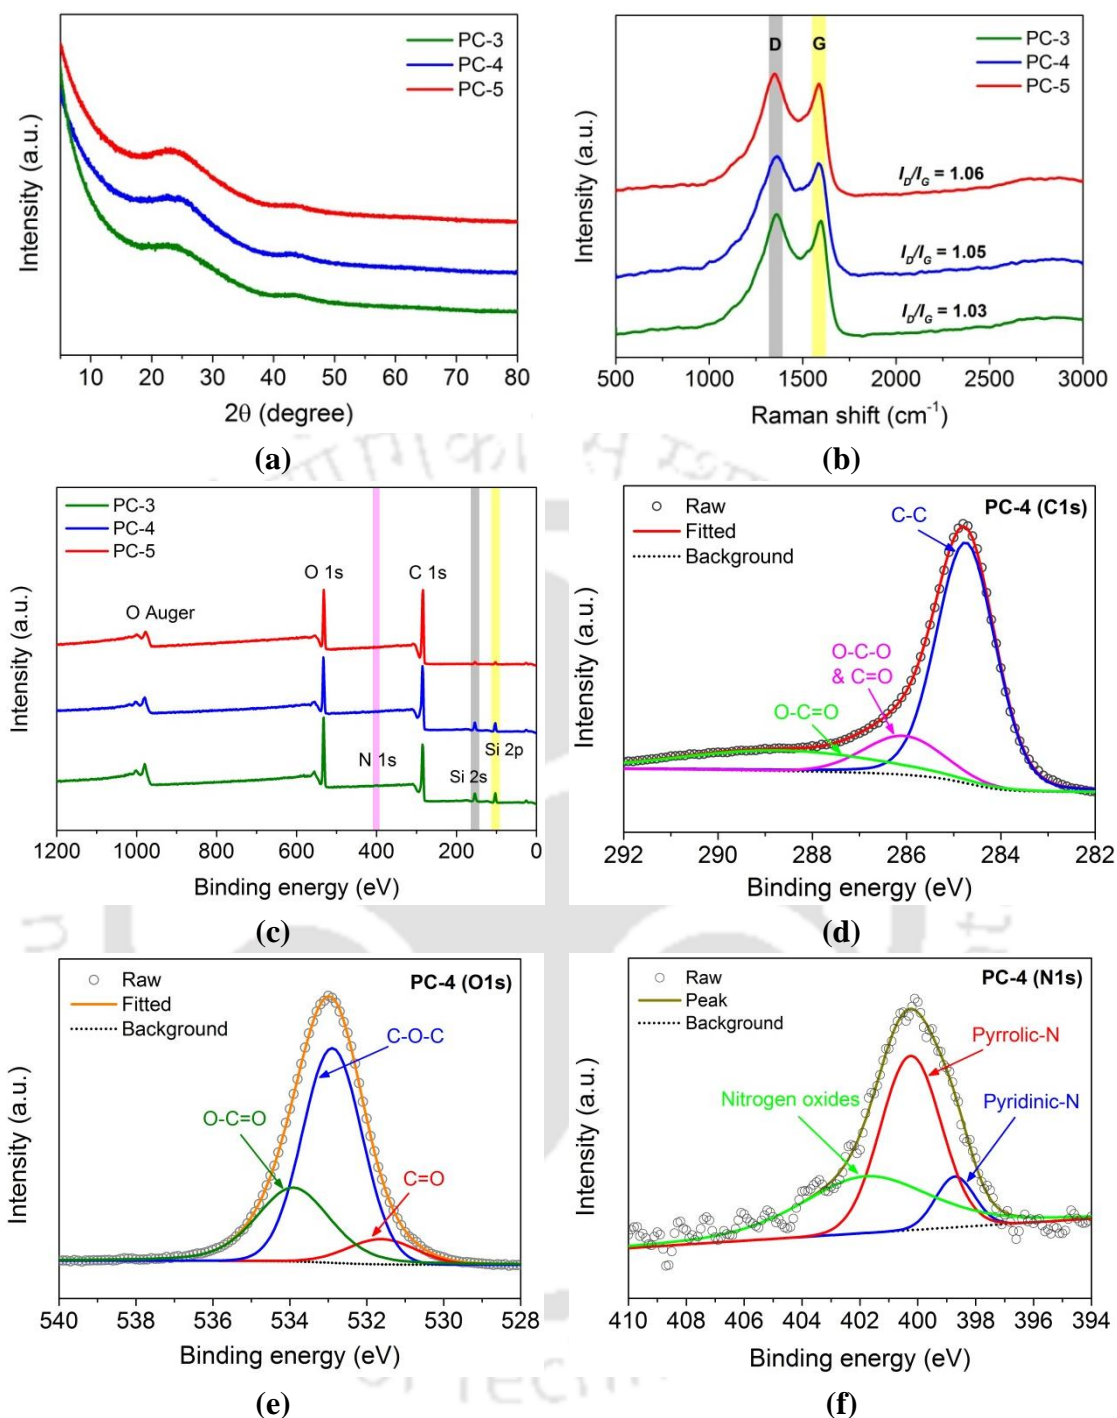 PC-3
PC-4
PC-5
Intensity (a.u.)
10 20 30 40 50 60 70 80
2θ (degree)
(a)
D G
PC-3
PC-4
PC-5
I_D/I_G = 1.06
I_D/I_G = 1.05
I_D/I_G = 1.03
Intensity (a.u.)
500 1000 1500 2000 2500 3000
Raman shift (cm⁻¹)
(b)
PC-3
PC-4
PC-5
O 1s C 1s
O Auger
N 1s
Si 2p
Si 2s
Intensity (a.u.)
1200 1000 800 600 400 200 0
Binding energy (eV)
(c)
Raw
Fitted
Background
PC-4 (C1s)
C-C
O-C-O
& C=O
O-C=O
Intensity (a.u.)
292 290 288 286 284 282
Binding energy (eV)
(d)
Raw
Fitted
Background
PC-4 (O1s)
C-O-C
O-C=O
C=O
Intensity (a.u.)
540 538 536 534 532 530 528
Binding energy (eV)
(e)
Raw
Peak
Background
PC-4 (N1s)
Pyrrolic-N
Nitrogen oxides
Pyridinic-N
Intensity (a.u.)
410 408 406 404 402 400 398 396 394
Binding energy (eV)
(f)